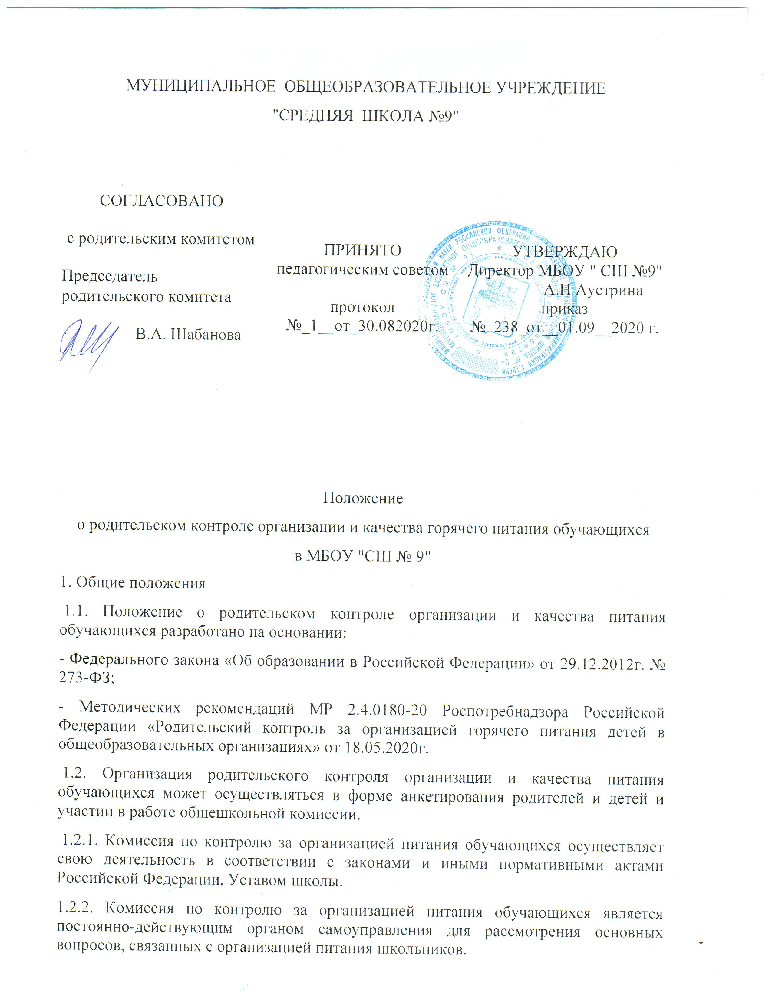 МУНИЦИПАЛЬНОЕ ОБЩЕОБРАЗОВАТЕЛЬНОЕ УЧРЕЖДЕНИЕ
"СРЕДНЯЯ ШКОЛА №9"
СОГЛАСОВАНО
с родительским комитетом
Председатель
родительского комитета
В.А. Шабанова
ПРИНЯТО
педагогическим советом
протокол
№_1__от_30.082020г.
УТВЕРЖДАЮ
Директор МБОУ " СШ №9"
А.Н Аустрина
приказ
№_238_от__01.09__2020 г.
Положение
о родительском контроле организации и качества горячего питания обучающихся
в МБОУ "СШ № 9"
1. Общие положения
1.1. Положение о родительском контроле организации и качества питания
обучающихся разработано на основании:
- Федерального закона «Об образовании в Российской Федерации» от 29.12.2012г. №
273-ФЗ;
- Методических рекомендаций МР 2.4.0180-20 Роспотребнадзора Российской
Федерации «Родительский контроль за организацией горячего питания детей в
общеобразовательных организациях» от 18.05.2020г.
1.2. Организация родительского контроля организации и качества питания
обучающихся может осуществляться в форме анкетирования родителей и детей и
участии в работе общешкольной комиссии.
1.2.1. Комиссия по контролю за организацией питания обучающихся осуществляет
свою деятельность в соответствии с законами и иными нормативными актами
Российской Федерации, Уставом школы.
1.2.2. Комиссия по контролю за организацией питания обучающихся является
постоянно-действующим органом самоуправления для рассмотрения основных
вопросов, связанных с организацией питания школьников.